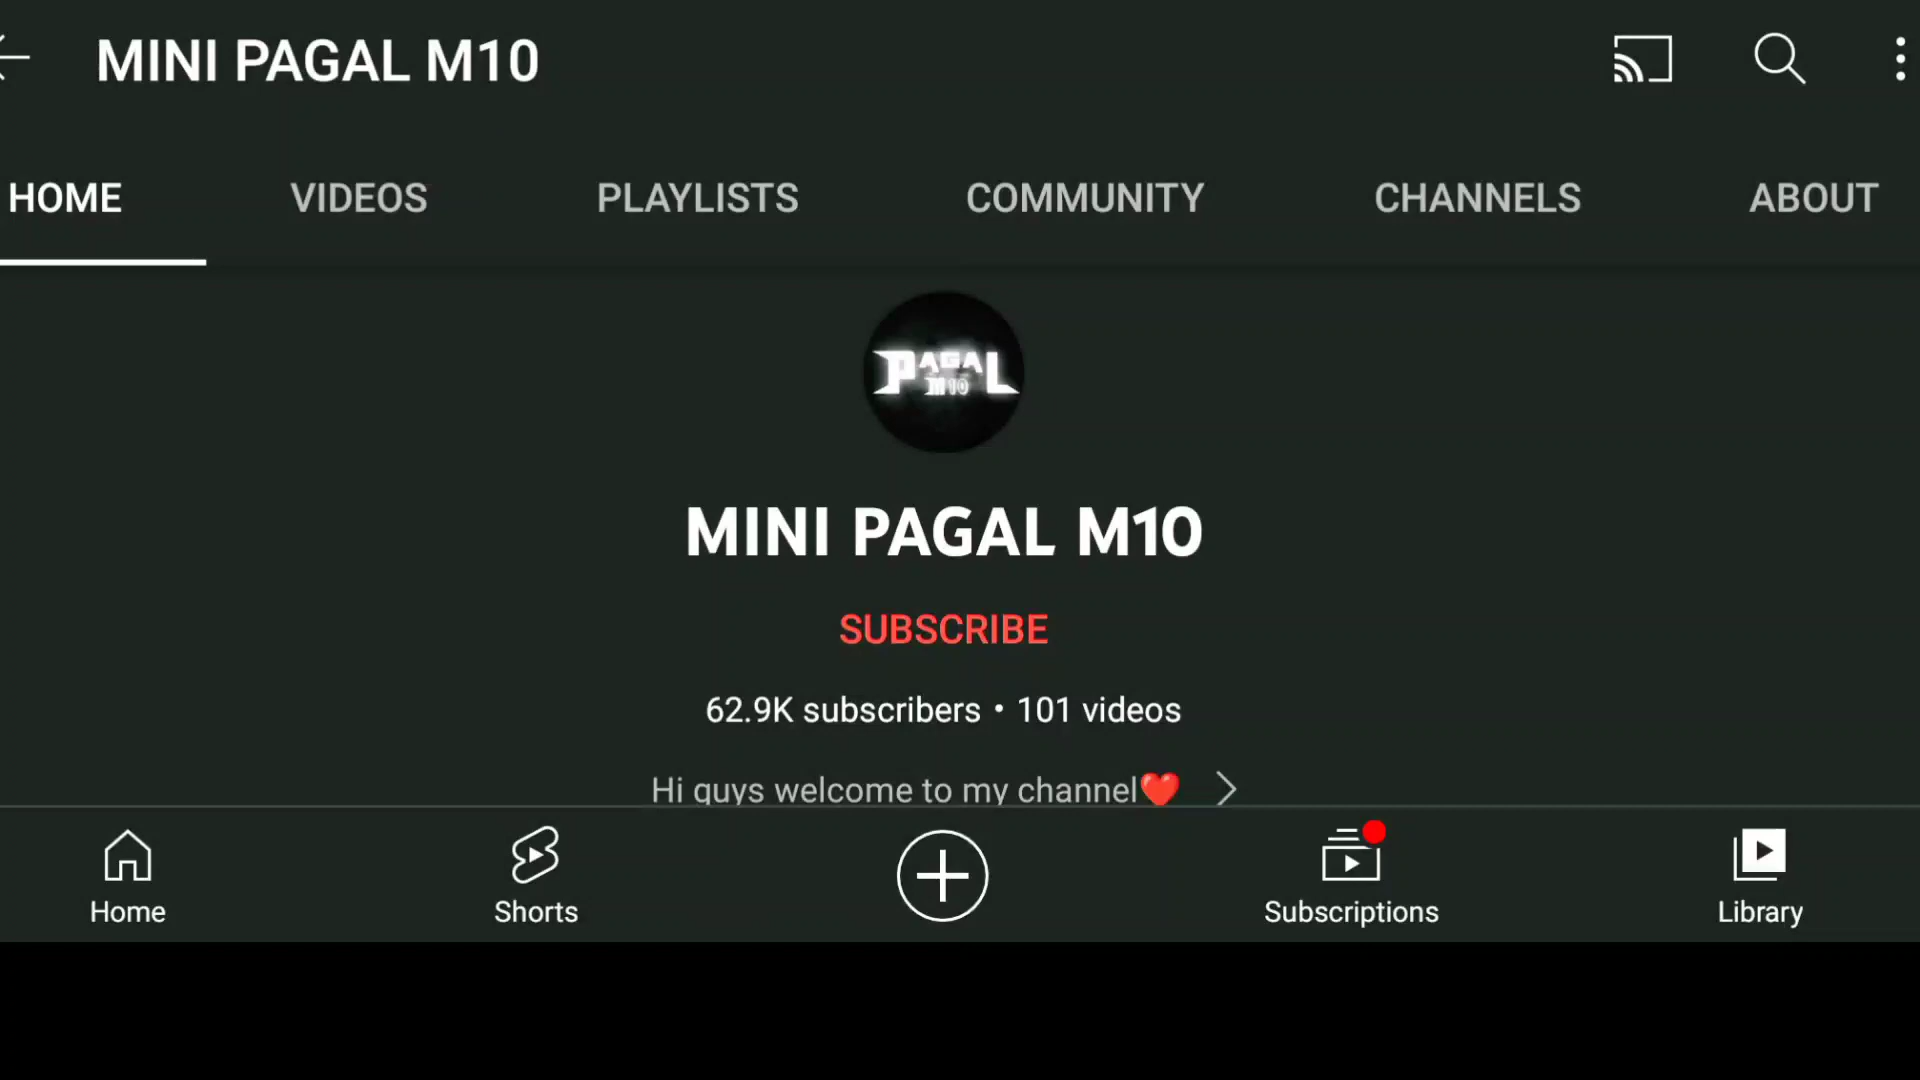 MINI PAGAL M10
HOME VIDEOS PLAYLISTS COMMUNITY CHANNELS ABOUT
PAGAL
M10
MINI PAGAL M10
SUBSCRIBE
62.9K subscribers • 101 videos
Hi guys welcome to my channel❤️
Home Shorts Subscriptions Library